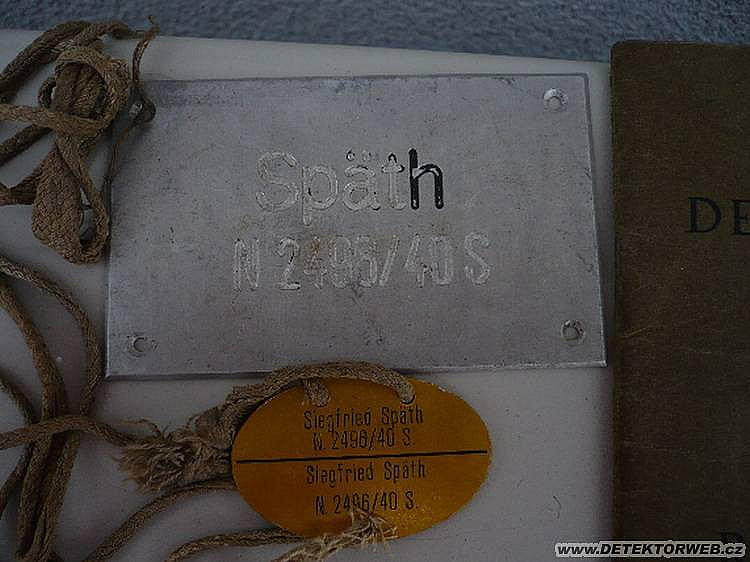 Späth
N 2496/40 S
Siegfried Späth
N. 2496/40 S.
Siegfried Späth
N. 2496/40 S.
DE
www.DETEKTORWEB.cz